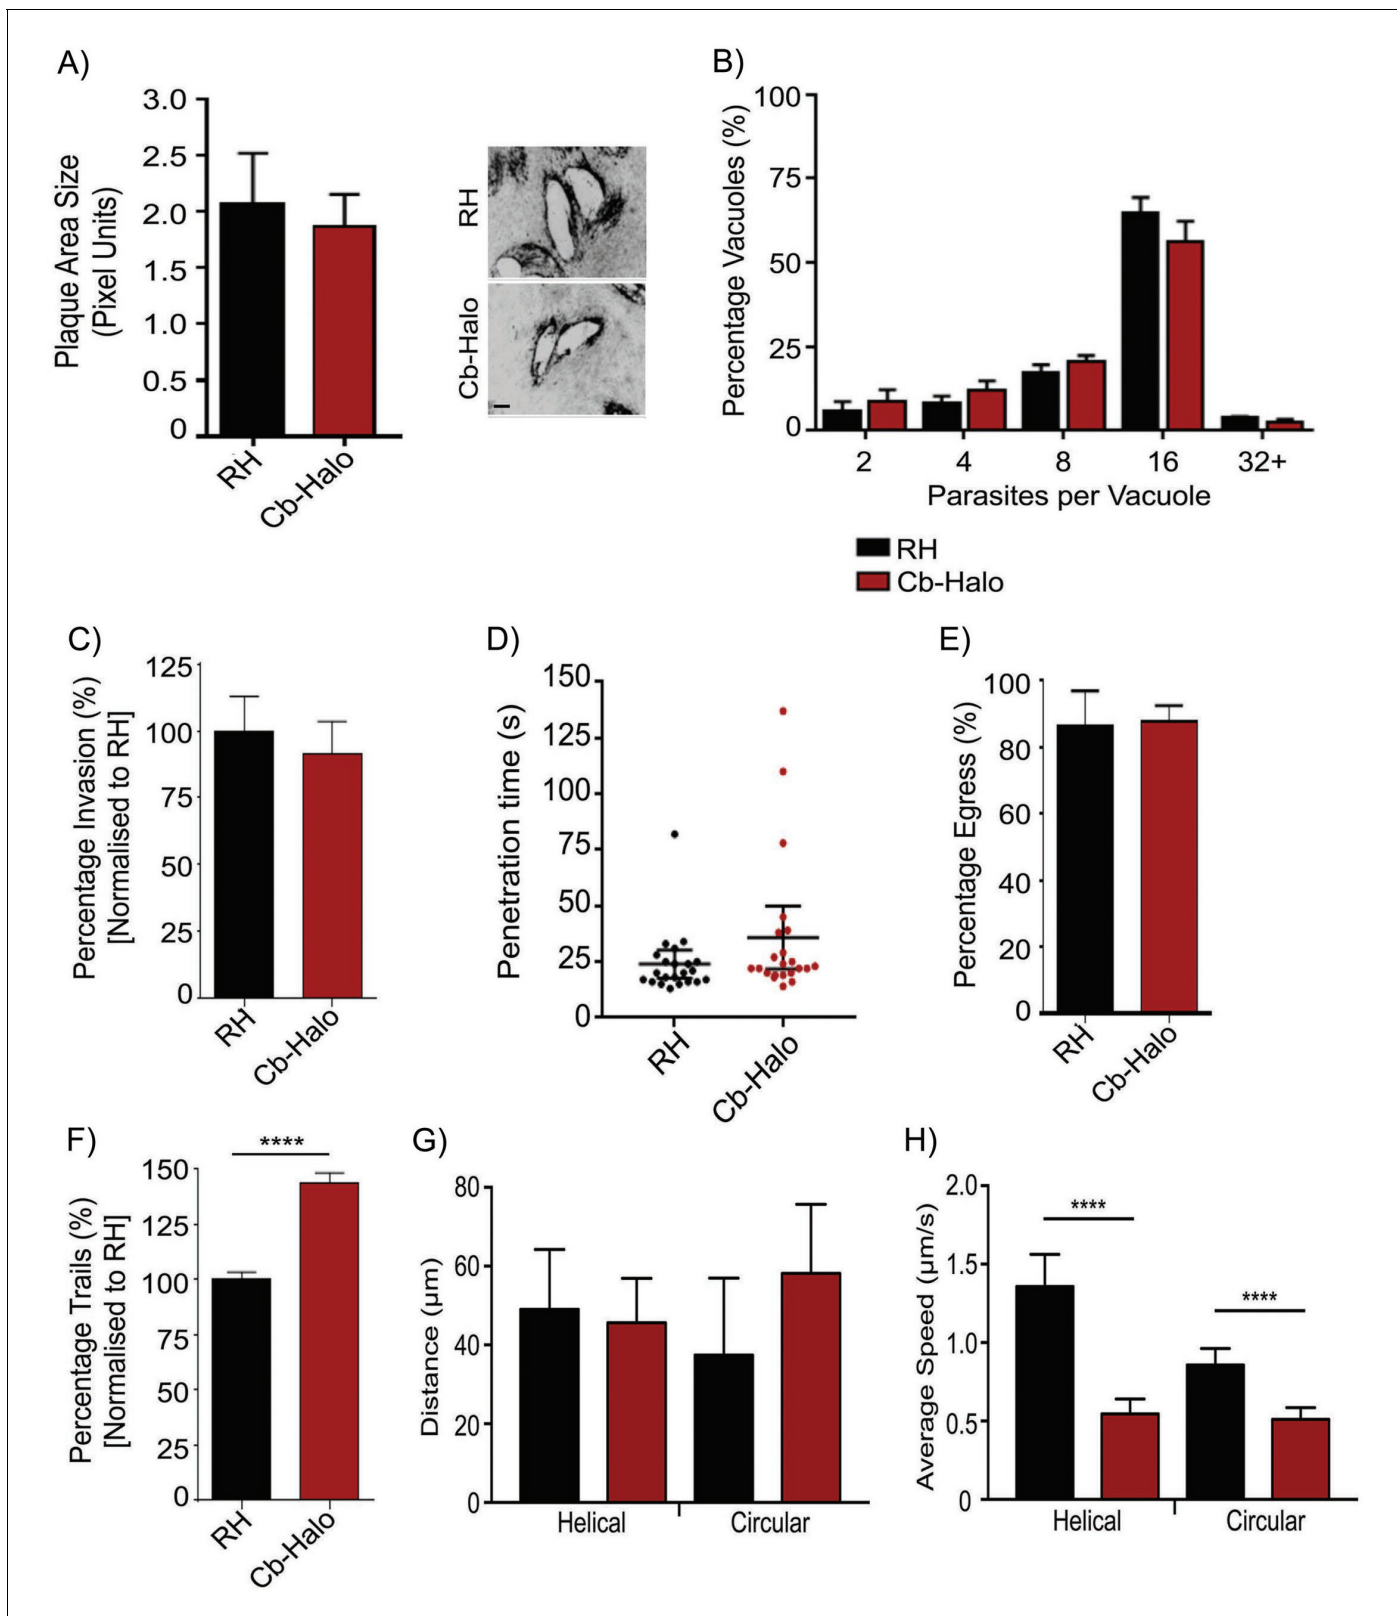 A)
3.0
2.5
2.0
1.5
1.0
0.5
0
Plaque Area Size
(Pixel Units)
RH
Cb-Halo
RH
Cb-Halo
B)
100
75
50
25
0
Percentage Vacuoles (%)
2 4 8 16 32+
Parasites per Vacuole
RH
Cb-Halo
C)
125
100
75
50
25
0
Percentage Invasion (%)
[Normalised to RH]
RH
Cb-Halo
D)
150
125
100
75
50
25
0
Penetration time (s)
RH
Cb-Halo
E)
100
80
60
40
20
0
Percentage Egress (%)
RH
Cb-Halo
F)
****
150
125
100
75
50
25
0
Percentage Trails (%)
[Normalised to RH]
RH
Cb-Halo
G)
80
60
40
20
0
Distance (µm)
Helical Circular
H)
2.0
1.5
1.0
0.5
0
Average Speed (µm/s)
****
****
Helical Circular